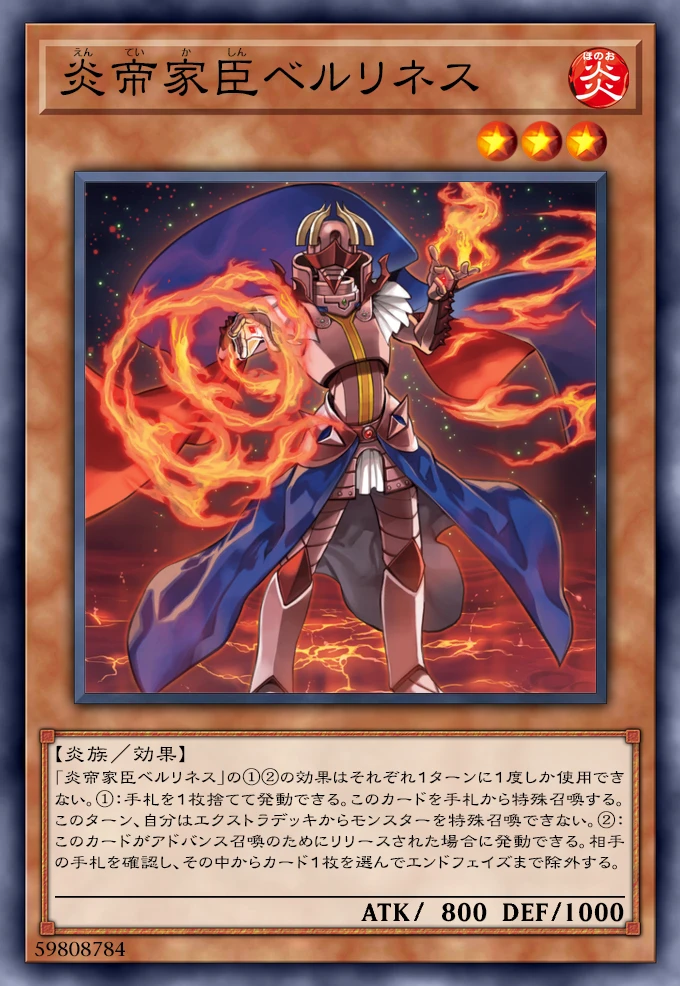 えん てい か しん
炎帝家臣ベルリネス
ほのお
炎
【炎族／効果】
「炎帝家臣ベルリネス」の①②の効果はそれぞれ1ターンに1度しか使用でき
ない。①：手札を1枚捨てて発動できる。このカードを手札から特殊召喚する。
このターン、自分はエクストラデッキからモンスターを特殊召喚できない。②：
このカードがアドバンス召喚のためにリリースされた場合に発動できる。相手
の手札を確認し、その中からカード1枚を選んでエンドフェイズまで除外する。
ATK/ 800 DEF/1000
59808784